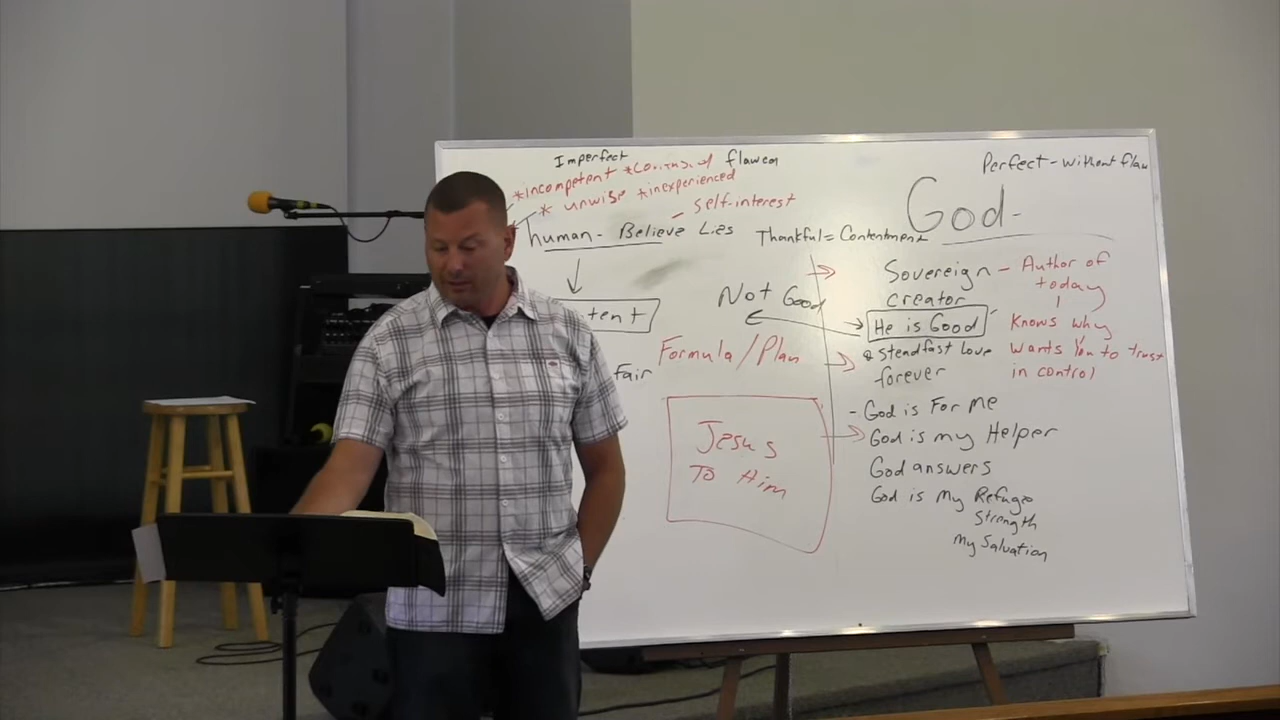 Imperfect
flawed
*incompetent
* unwise *inexperienced
- Self-interest
human - Believe Lies
Thankful = Contentment
tent
Not Good
Formula/Plan
Fair
Jesus
To Him
Perfect - without flaw
God -
Sovereign - Author of
today
creator
He is Good
Knows why
* Steadfast Love
forever
Wants You to trust
in control
- God is For Me
God is my Helper
God answers
God is My Refuge
Strength
My Salvation